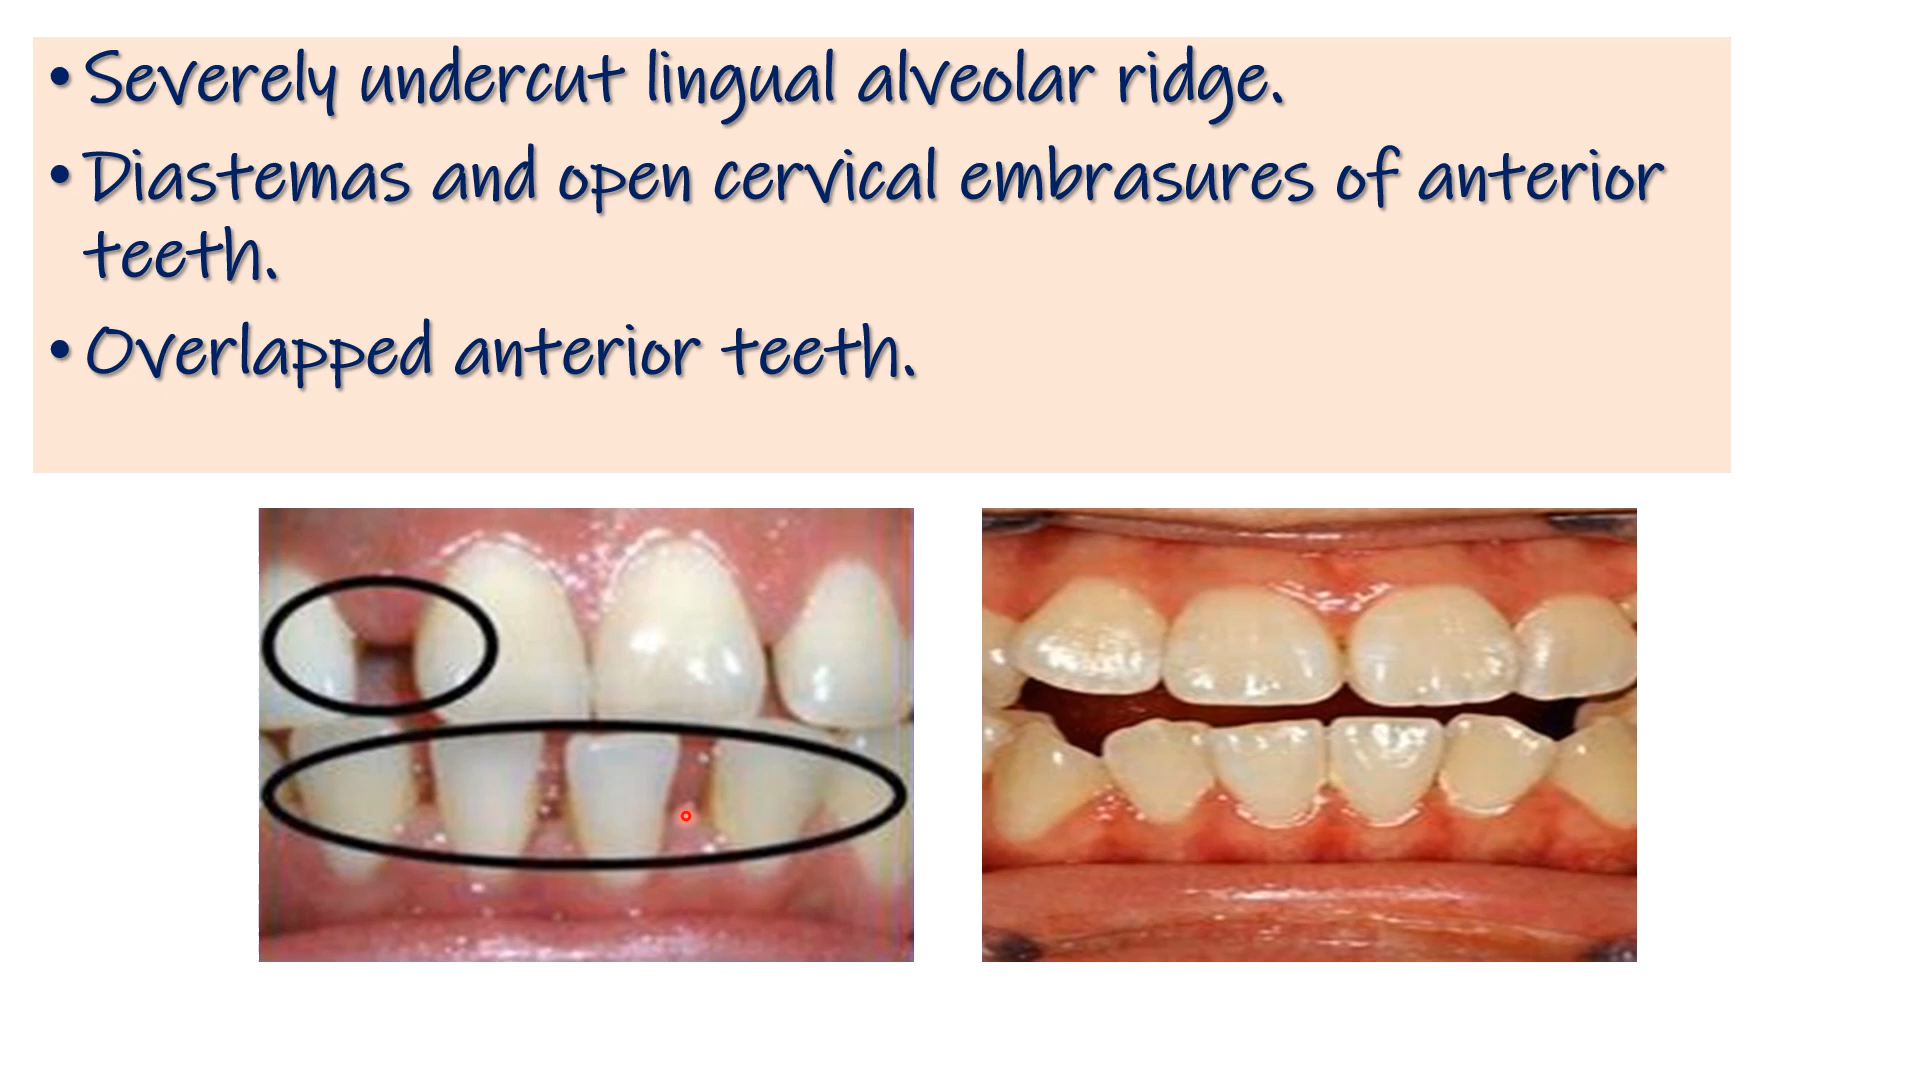 • Severely undercut lingual alveolar ridge.
• Diastemas and open cervical embrasures of anterior
teeth.
• Overlapped anterior teeth.